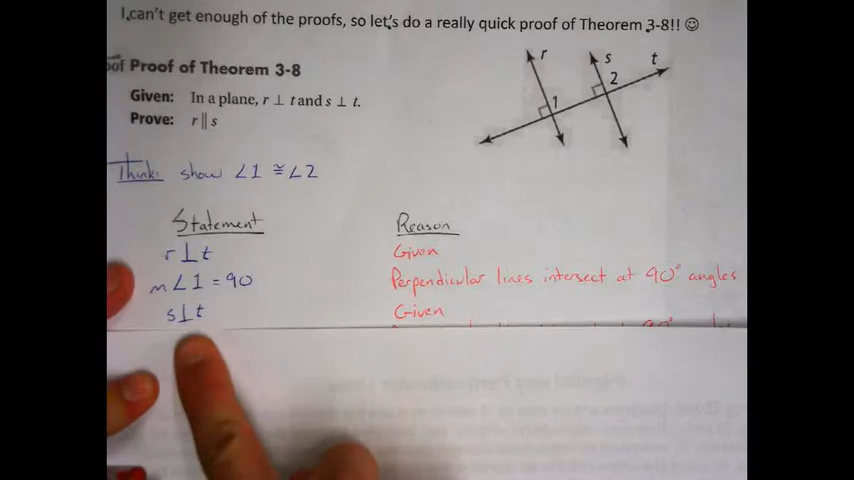 I can't get enough of the proofs, so let's do a really quick proof of Theorem 3-8!! ☺
Proof of Theorem 3-8
Given: In a plane, r ⊥ t and s ⊥ t.
Prove: r ∥ s
r
s
t
1
2
Think: show ∠1 ≅ ∠2
Statement Reason
r⊥t Given
m∠1 = 90 Perpendicular lines intersect at 90° angles
s⊥t Given